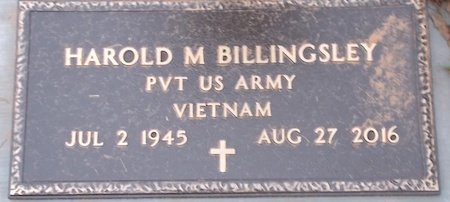 HAROLD M BILLINGSLEY
PVT US ARMY
VIETNAM
JUL 2 1945 AUG 27 2016